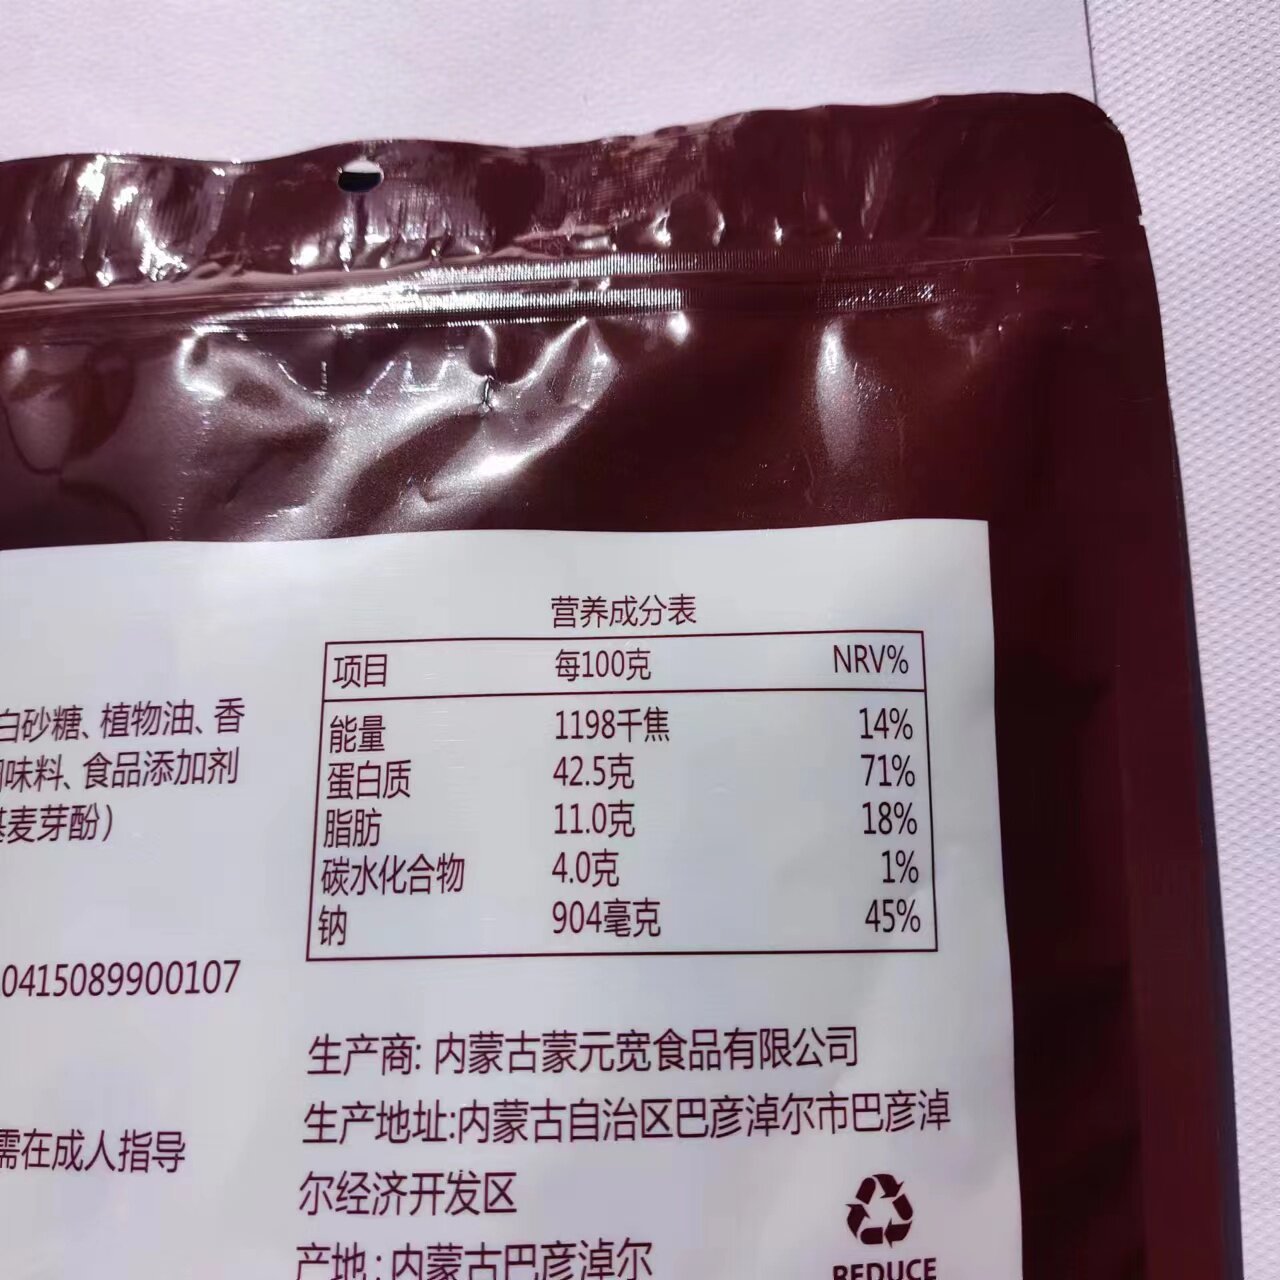 营养成分表
项目 每100克 NRV%
能量 1198千焦 14%
蛋白质 42.5克 71%
脂肪 11.0克 18%
碳水化合物 4.0克 1%
钠 904毫克 45%
白砂糖、植物油、香
味料、食品添加剂
麦芽酚）
0415089900107
需在成人指导
生产商: 内蒙古蒙元宽食品有限公司
生产地址:内蒙古自治区巴彦淖尔市巴彦淖
尔经济开发区
产地:内蒙古巴彦淖尔
REDUCE